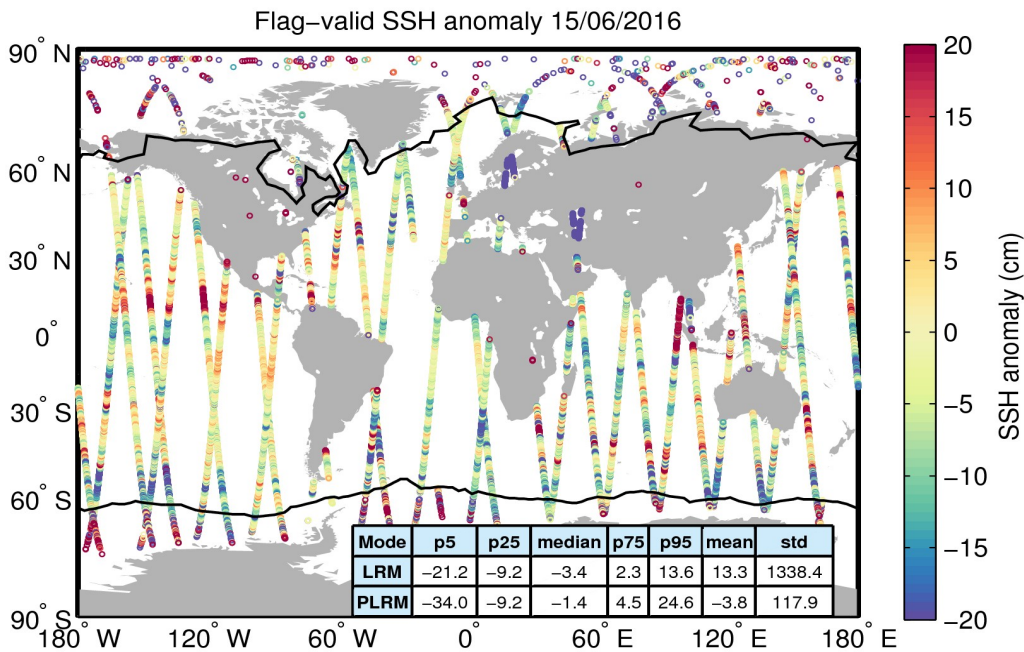 Flag−valid SSH anomaly 15/06/2016
90° N
60° N
30° N
0°
30° S
60° S
90° S
180° W 120° W 60° W 0° 60° E 120° E 180° E
Mode p5 p25 median p75 p95 mean std
LRM −21.2 −9.2 −3.4 2.3 13.6 13.3 1338.4
PLRM −34.0 −9.2 −1.4 4.5 24.6 −3.8 117.9
20
15
10
5
0
−5
−10
−15
−20
SSH anomaly (cm)